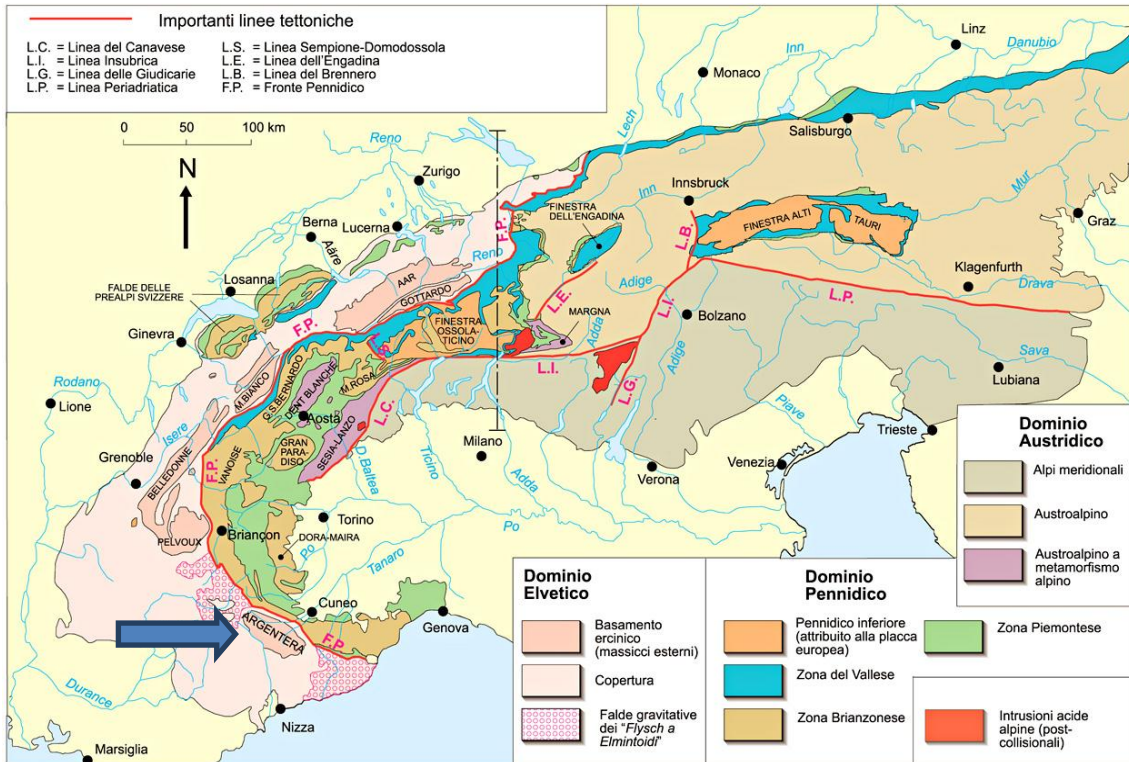 Importanti linee tettoniche
L.C. = Linea del Canavese
L.I. = Linea Insubrica
L.G. = Linea delle Giudicarie
L.P. = Linea Periadriatica
L.S. = Linea Sempione-Domodossola
L.E. = Linea dell'Engadina
L.B. = Linea del Brennero
F.P. = Fronte Pennidico
0 50 100 km
N
Linz
Danubio
Inn
Monaco
Lech
Salisburgo
Reno
Zurigo
Innsbruck
Inn
Mur
Graz
FINESTRA
DELL'ENGADINA
FINESTRA ALTI
TAURI
Berna
Lucerna
Aäre
F.P.
L.B.
Reno
Losanna
AAR
GOTTARDO
FALDE DELLE
PREALPI SVIZZERE
Klagenfurth
Drava
Adige
L.E.
L.I.
L.P.
Ginevra
F.P.
FINESTRA
OSSOLA-
TICINO
MARGNA
Bolzano
L.S.
Adda
Adda
Adige
Sava
Rodano
M.BIANCO
G.S.BERNARDO
DENT BLANCHE
M.ROSA
L.I.
L.G.
Lubiana
Lione
Aosta
L.C.
Piave
Isere
SESIA-LANZO
Milano
Trieste
Grenoble
BELLEDONNE
F.P.
VANOISE
GRAN
PARA-
DISO
D.Baltea
Ticino
Adda
Verona
Venezia
Torino
Po
Briançon
DORA-MAIRA
PELVOUX
Po
Tanaro
Cuneo
ARGENTERA
F.P.
Genova
Durance
Nizza
Marsiglia
Dominio
Austridico
Alpi meridionali
Austroalpino
Austroalpino a
metamorfismo
alpino
Dominio
Elvetico
Basamento
ercinico
(massicci esterni)
Copertura
Falde gravitative
dei "Flysch a
Elmintoidi"
Dominio
Pennidico
Pennidico inferiore
(attribuito alla placca
europea)
Zona del Vallese
Zona Brianzonese
Zona Piemontese
Intrusioni acide
alpine (post-
collisionali)